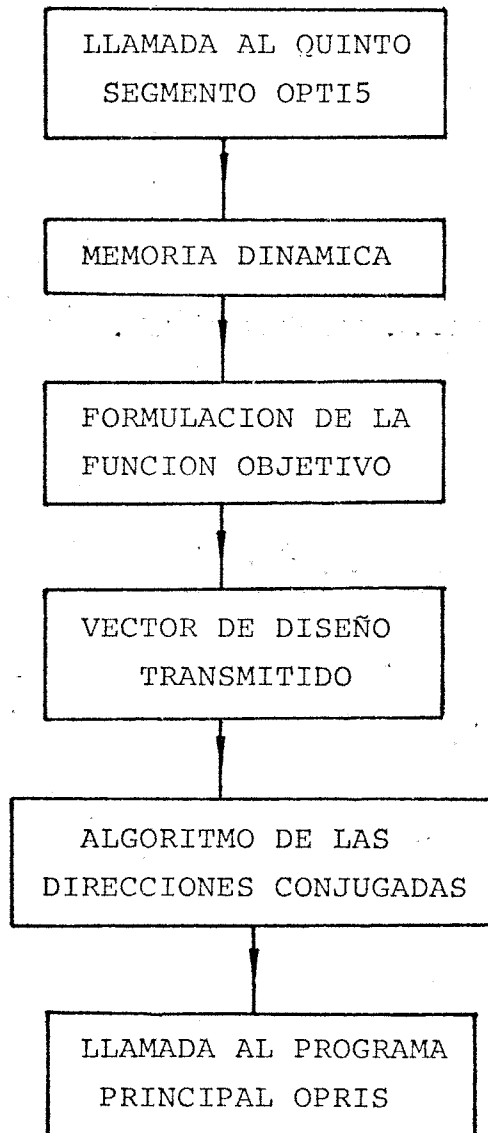 LLAMADA AL QUINTO
SEGMENTO OPTI5
MEMORIA DINAMICA
FORMULACION DE LA
FUNCION OBJETIVO
VECTOR DE DISEÑO
TRANSMITIDO
ALGORITMO DE LAS
DIRECCIONES CONJUGADAS
LLAMADA AL PROGRAMA
PRINCIPAL OPRIS